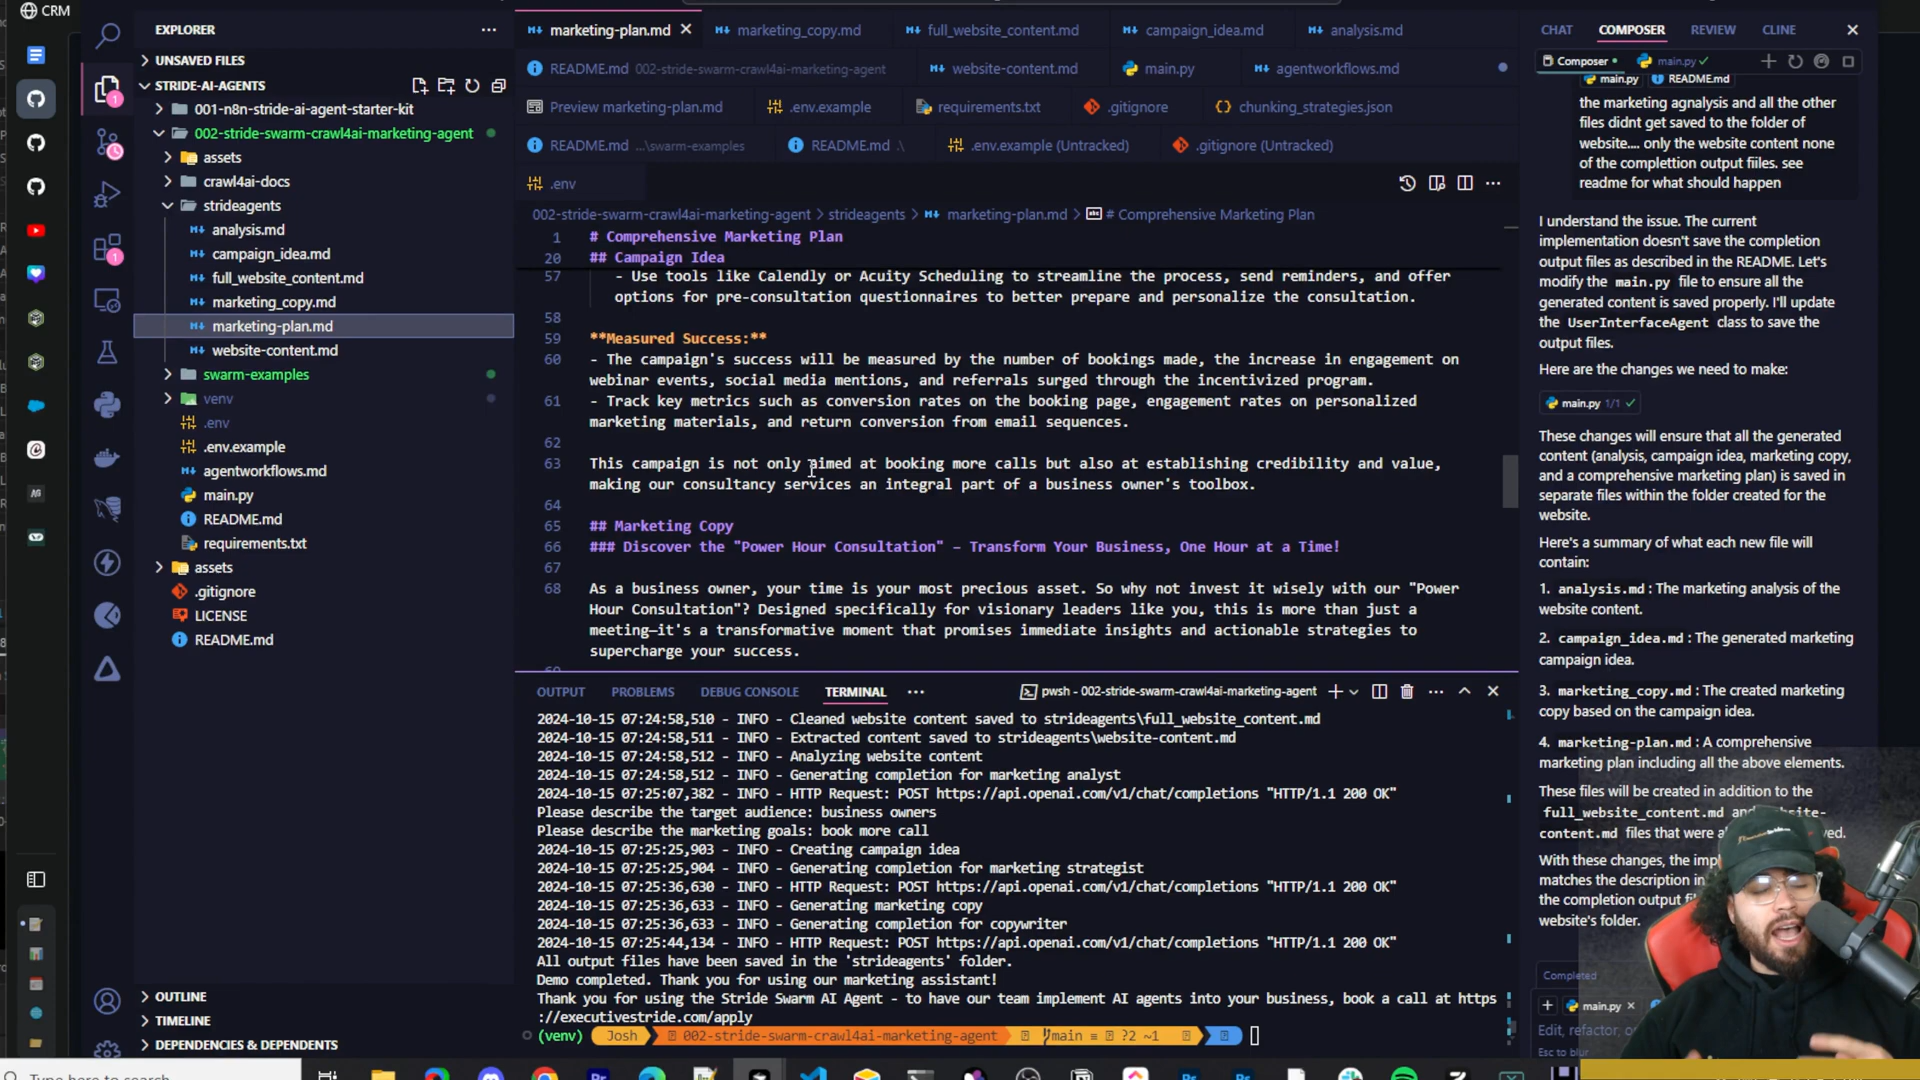 CRM
EXPLORER
UNSAVED FILES
STRIDE-AI-AGENTS
001-n8n-stride-ai-agent-starter-kit
002-stride-swarm-crawl4ai-marketing-agent
assets
crawl4ai-docs
strideagents
analysis.md
campaign_idea.md
full_website_content.md
marketing_copy.md
marketing-plan.md
website-content.md
swarm-examples
venv
.env
.env.example
agentworkflows.md
main.py
README.md
requirements.txt
assets
.gitignore
LICENSE
README.md
OUTLINE
TIMELINE
DEPENDENCIES & DEPENDENTS
marketing-plan.md
marketing_copy.md
full_website_content.md
campaign_idea.md
analysis.md
README.md 002-stride-swarm-crawl4ai-marketing-agent
website-content.md
main.py
agentworkflows.md
Preview marketing-plan.md
.env.example
requirements.txt
.gitignore
chunking_strategies.json
README.md ...\swarm-examples
README.md .\
.env.example (Untracked)
.gitignore (Untracked)
.env
002-stride-swarm-crawl4ai-marketing-agent > strideagents > marketing-plan.md > # Comprehensive Marketing Plan
1 # Comprehensive Marketing Plan
20 ## Campaign Idea
57 - Use tools like Calendly or Acuity Scheduling to streamline the process, send reminders, and offer
options for pre-consultation questionnaires to better prepare and personalize the consultation.
58
59 **Measured Success:**
60 - The campaign's success will be measured by the number of bookings made, the increase in engagement on
webinar events, social media mentions, and referrals surged through the incentivized program.
61 - Track key metrics such as conversion rates on the booking page, engagement rates on personalized
marketing materials, and return conversion from email sequences.
62
63 This campaign is not only aimed at booking more calls but also at establishing credibility and value,
making our consultancy services an integral part of a business owner's toolbox.
64
65 ## Marketing Copy
66 ### Discover the "Power Hour Consultation" – Transform Your Business, One Hour at a Time!
67
68 As a business owner, your time is your most precious asset. So why not invest it wisely with our "Power
Hour Consultation"? Designed specifically for visionary leaders like you, this is more than just a
meeting—it's a transformative moment that promises immediate insights and actionable strategies to
supercharge your success.
OUTPUT PROBLEMS DEBUG CONSOLE TERMINAL
pwsh - 002-stride-swarm-crawl4ai-marketing-agent
2024-10-15 07:24:58,510 - INFO - Cleaned website content saved to strideagents\full_website_content.md
2024-10-15 07:24:58,511 - INFO - Extracted content saved to strideagents\website-content.md
2024-10-15 07:24:58,512 - INFO - Analyzing website content
2024-10-15 07:24:58,512 - INFO - Generating completion for marketing analyst
2024-10-15 07:25:07,382 - INFO - HTTP Request: POST https://api.openai.com/v1/chat/completions "HTTP/1.1 200 OK"
Please describe the target audience: business owners
Please describe the marketing goals: book more call
2024-10-15 07:25:25,903 - INFO - Creating campaign idea
2024-10-15 07:25:25,904 - INFO - Generating completion for marketing strategist
2024-10-15 07:25:36,630 - INFO - HTTP Request: POST https://api.openai.com/v1/chat/completions "HTTP/1.1 200 OK"
2024-10-15 07:25:36,633 - INFO - Generating marketing copy
2024-10-15 07:25:36,633 - INFO - Generating completion for copywriter
2024-10-15 07:25:44,134 - INFO - HTTP Request: POST https://api.openai.com/v1/chat/completions "HTTP/1.1 200 OK"
All output files have been saved in the 'strideagents' folder.
Demo completed. Thank you for using our marketing assistant!
Thank you for using the Stride Swarm AI Agent - to have our team implement AI agents into your business, book a call at https
://executivestride.com/apply
(venv) Josh 002-stride-swarm-crawl4ai-marketing-agent main ≡ ?2 ~1
CHAT COMPOSER REVIEW CLINE
Composer main.py
main.py README.md
the marketing agnalysis and all the other
files didnt get saved to the folder of
website.... only the website content none
of the complettion output files. see
readme for what should happen
I understand the issue. The current
implementation doesn't save the completion
output files as described in the README. Let's
modify the main.py file to ensure all the
generated content is saved properly. I'll update
the UserInterfaceAgent class to save the
output files.
Here are the changes we need to make:
main.py 1/1
These changes will ensure that all the generated
content (analysis, campaign idea, marketing copy,
and a comprehensive marketing plan) is saved in
separate files within the folder created for the
website.
Here's a summary of what each new file will
contain:
1. analysis.md : The marketing analysis of the
website content.
2. campaign_idea.md : The generated marketing
campaign idea.
3. marketing_copy.md : The created marketing
copy based on the campaign idea.
4. marketing-plan.md : A comprehensive
marketing plan including all the above elements.
These files will be created in addition to the
full_website_content.md and
content.md files that were
With these changes, the
matches the description in
the completion output
website's folder.
Completed
main.py
Edit, refactor,
Esc to blur
Type here to search